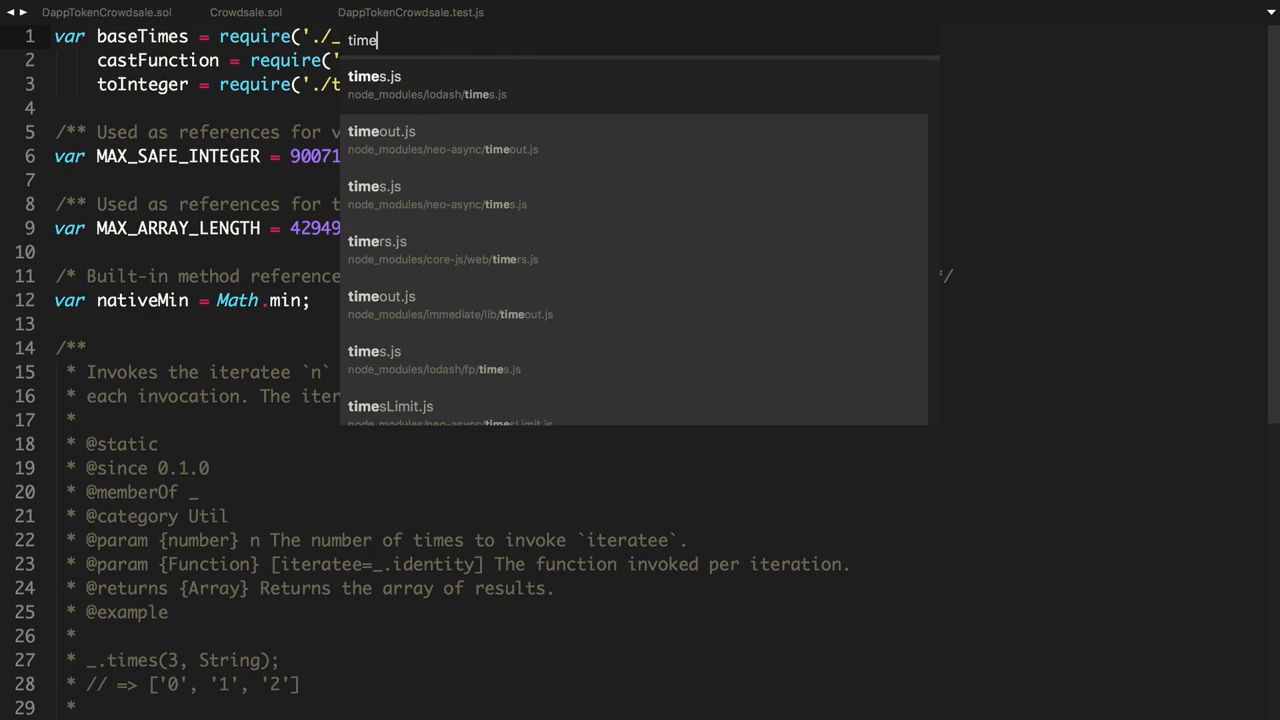 DappTokenCrowdsale.sol
Crowdsale.sol
DappTokenCrowdsale.test.js
time
times.js
node_modules/lodash/times.js
timeout.js
node_modules/neo-async/timeout.js
times.js
node_modules/neo-async/times.js
timers.js
node_modules/core-js/web/timers.js
timeout.js
node_modules/immediate/lib/timeout.js
times.js
node_modules/lodash/fp/times.js
timesLimit.js
node_modules/neo-async/timesLimit.js
1 var baseTimes = require('./_
2 castFunction = require('
3 toInteger = require('./t
4
5 /** Used as references for v
6 var MAX_SAFE_INTEGER = 90071
7
8 /** Used as references for t
9 var MAX_ARRAY_LENGTH = 42949
10
11 /* Built-in method reference */
12 var nativeMin = Math.min;
13
14 /**
15 * Invokes the iteratee `n`
16 * each invocation. The iter
17 *
18 * @static
19 * @since 0.1.0
20 * @memberOf _
21 * @category Util
22 * @param {number} n The number of times to invoke `iteratee`.
23 * @param {Function} [iteratee=_.identity] The function invoked per iteration.
24 * @returns {Array} Returns the array of results.
25 * @example
26 *
27 * _.times(3, String);
28 * // => ['0', '1', '2']
29 *